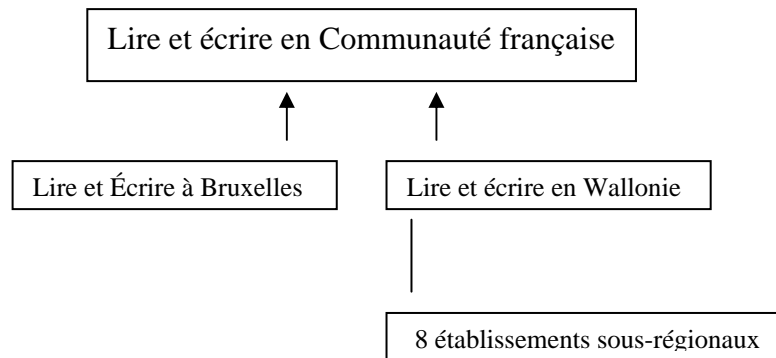 Lire et écrire en Communauté française
Lire et Écrire à Bruxelles
Lire et écrire en Wallonie
8 établissements sous-régionaux